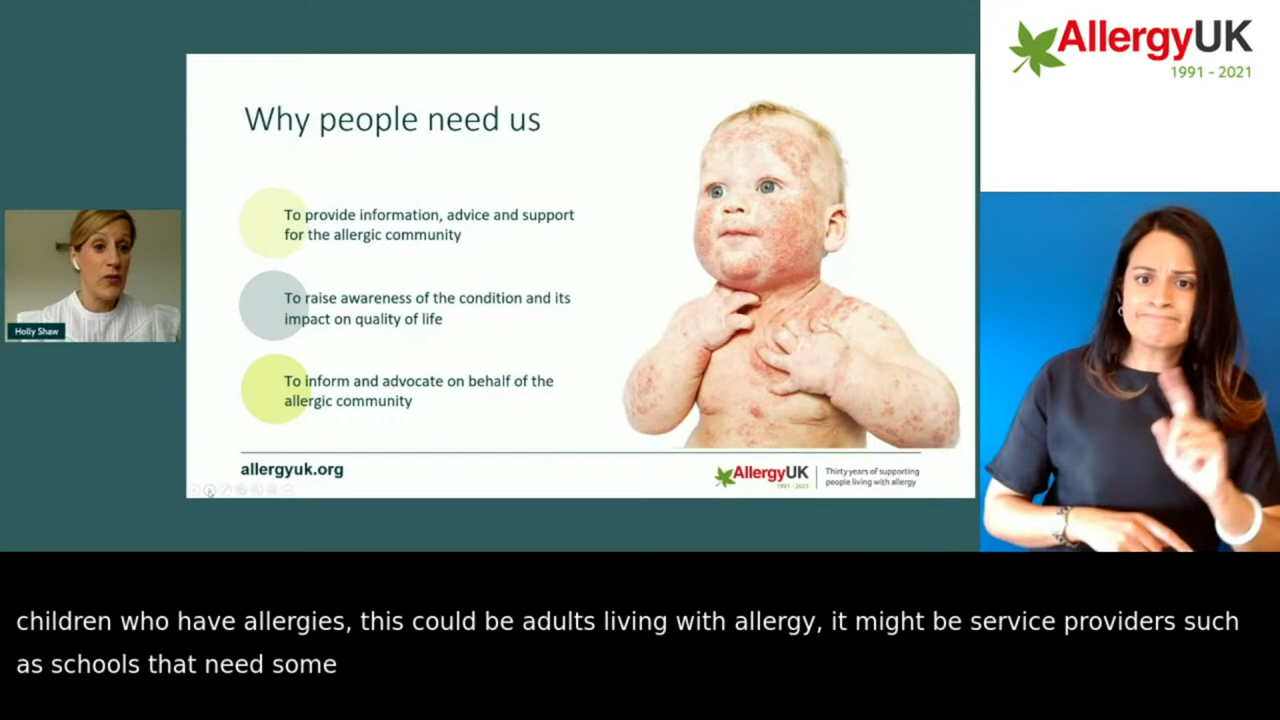 AllergyUK
1991 - 2021
Why people need us
To provide information, advice and support
for the allergic community
To raise awareness of the condition and its
impact on quality of life
To inform and advocate on behalf of the
allergic community
Holly Shaw
allergyuk.org
AllergyUK
1991 - 2021
Thirty years of supporting
people living with allergy
children who have allergies, this could be adults living with allergy, it might be service providers such
as schools that need some